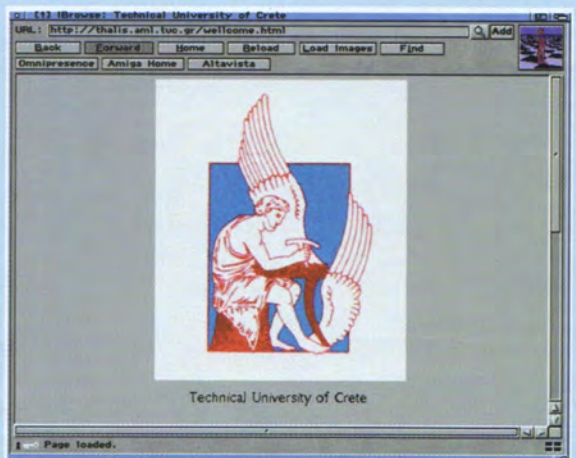 [1] IBrowse: Technical University of Crete
URL: http://thalis.aml.tuc.gr/wellcome.html Add
Back Forward Home Reload Load Images Find
Omnipresence Amiga Home Altavista
Technical University of Crete
Page loaded.